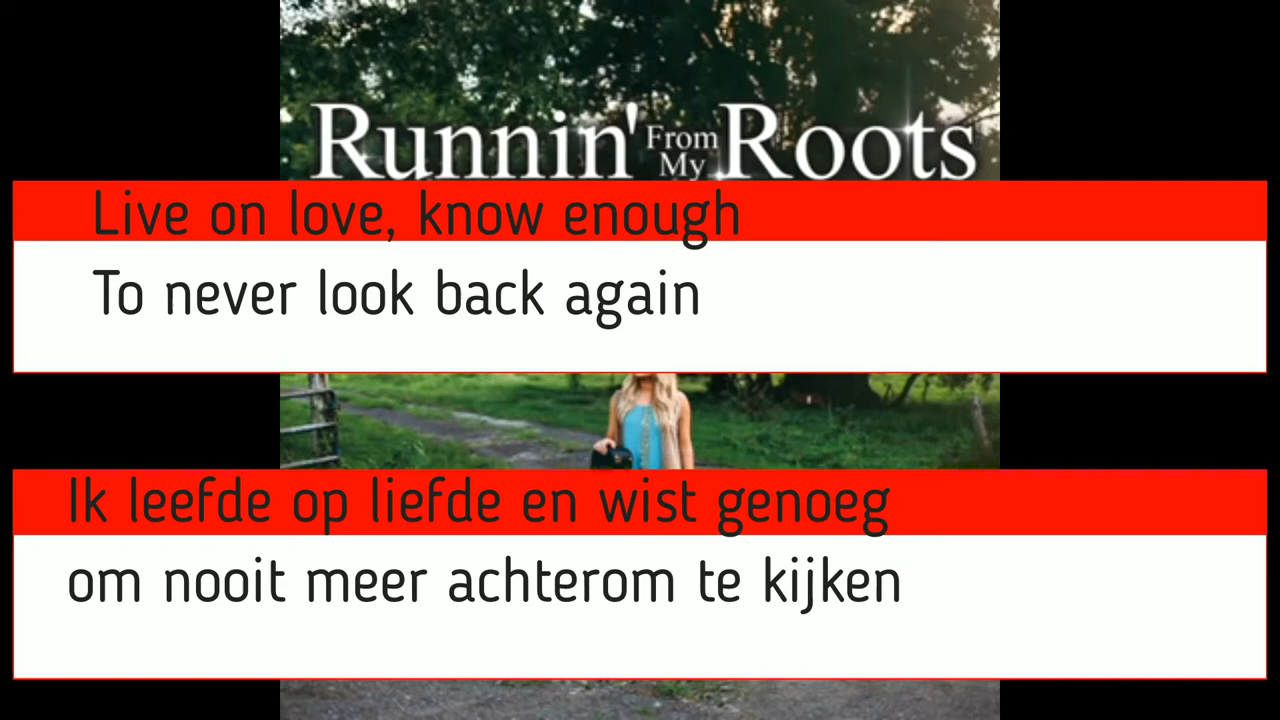 Runnin' From My Roots
Live on love, know enough
To never look back again
Ik leefde op liefde en wist genoeg
om nooit meer achterom te kijken